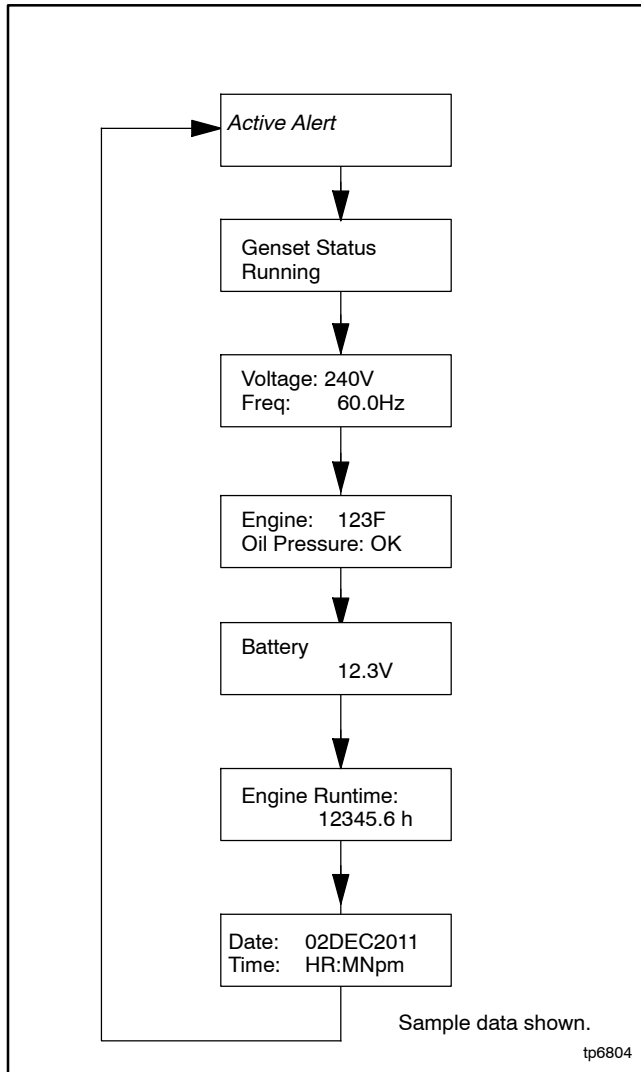 Active Alert
Genset Status
Running
Voltage: 240V
Freq: 60.0Hz
Engine: 123F
Oil Pressure: OK
Battery
12.3V
Engine Runtime:
12345.6 h
Date: 02DEC2011
Time: HR:MNpm
Sample data shown.
tp6804